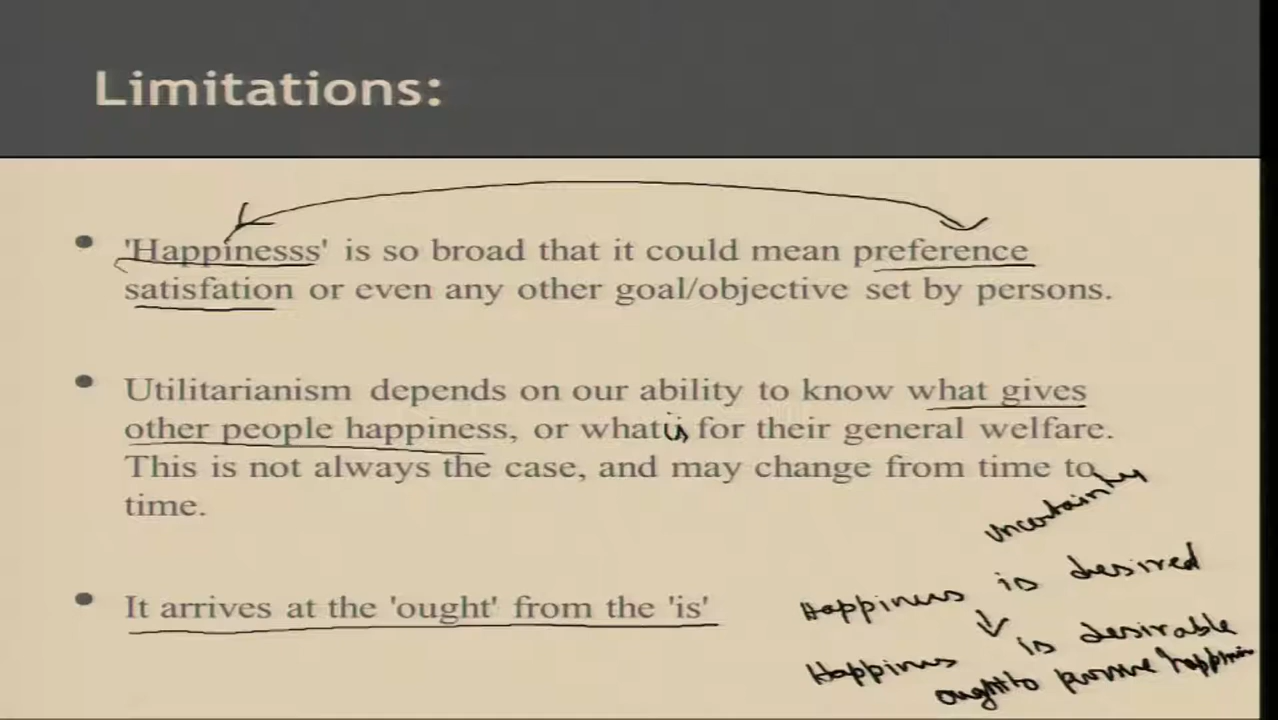 Limitations:
• 'Happinesss' is so broad that it could mean preference
satisfation or even any other goal/objective set by persons.
• Utilitarianism depends on our ability to know what gives
other people happiness, or what is for their general welfare.
This is not always the case, and may change from time to
time.
uncertainty
• It arrives at the 'ought' from the 'is'
Happiness is desired
Happiness is desirable
ought to pursue happiness